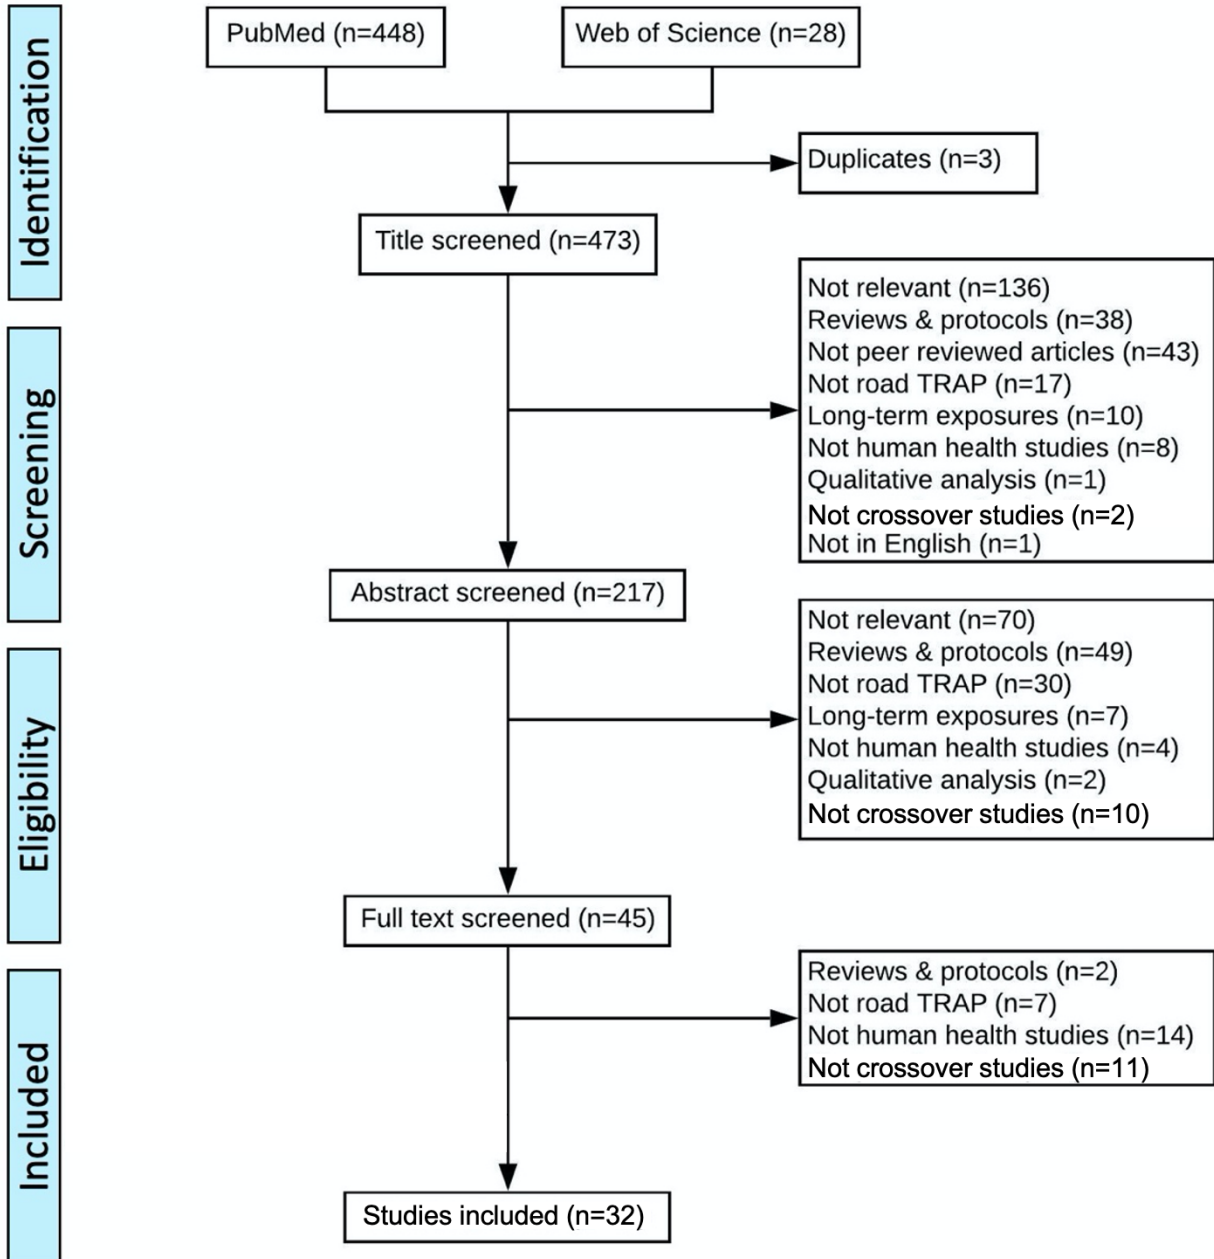 Identification
PubMed (n=448)
Web of Science (n=28)
Duplicates (n=3)
Title screened (n=473)
Screening
Not relevant (n=136)
Reviews & protocols (n=38)
Not peer reviewed articles (n=43)
Not road TRAP (n=17)
Long-term exposures (n=10)
Not human health studies (n=8)
Qualitative analysis (n=1)
Not crossover studies (n=2)
Not in English (n=1)
Abstract screened (n=217)
Eligibility
Not relevant (n=70)
Reviews & protocols (n=49)
Not road TRAP (n=30)
Long-term exposures (n=7)
Not human health studies (n=4)
Qualitative analysis (n=2)
Not crossover studies (n=10)
Full text screened (n=45)
Included
Reviews & protocols (n=2)
Not road TRAP (n=7)
Not human health studies (n=14)
Not crossover studies (n=11)
Studies included (n=32)